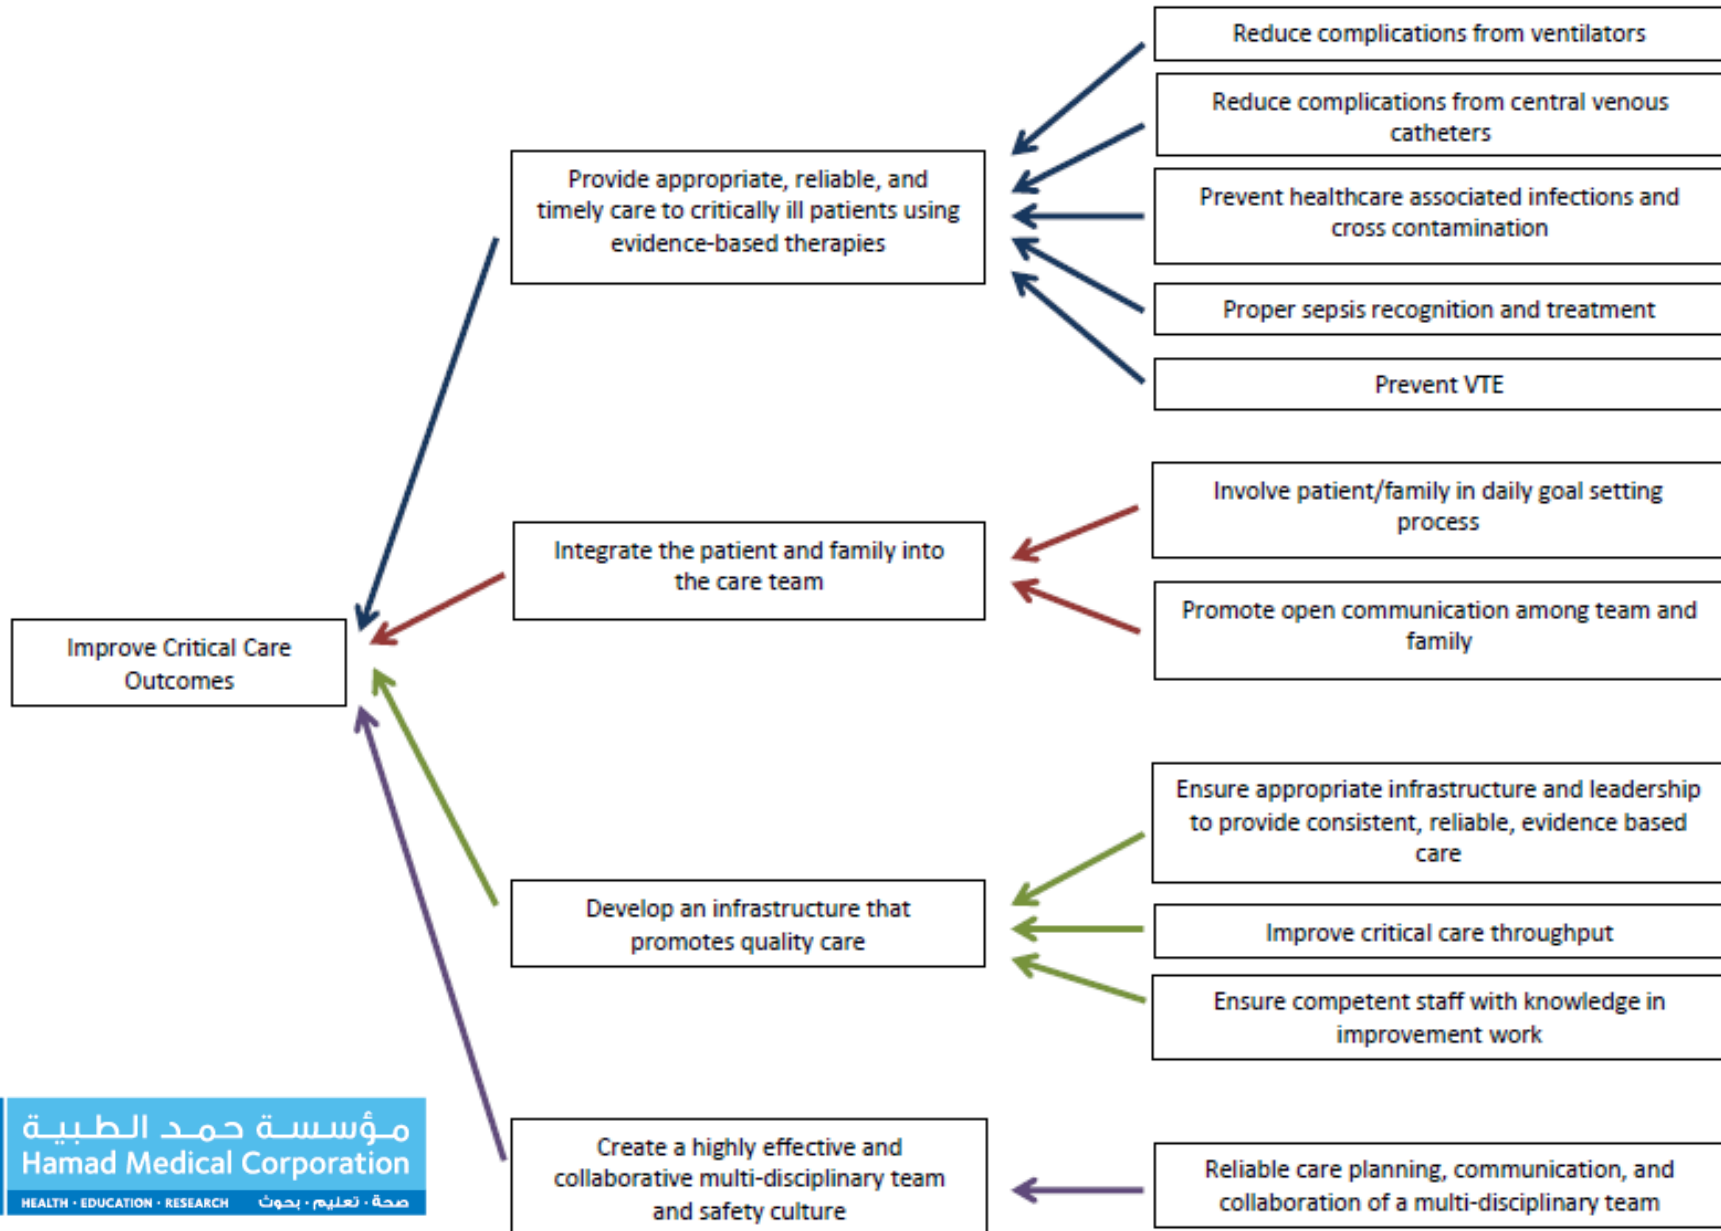 Improve Critical Care
Outcomes
Provide appropriate, reliable, and
timely care to critically ill patients using
evidence-based therapies
Reduce complications from ventilators
Reduce complications from central venous
catheters
Prevent healthcare associated infections and
cross contamination
Proper sepsis recognition and treatment
Prevent VTE
Integrate the patient and family into
the care team
Involve patient/family in daily goal setting
process
Promote open communication among team and
family
Develop an infrastructure that
promotes quality care
Ensure appropriate infrastructure and leadership
to provide consistent, reliable, evidence based
care
Improve critical care throughput
Ensure competent staff with knowledge in
improvement work
Create a highly effective and
collaborative multi-disciplinary team
and safety culture
Reliable care planning, communication, and
collaboration of a multi-disciplinary team
مؤسسة حمد الطبية
Hamad Medical Corporation
HEALTH · EDUCATION · RESEARCH صحة · تعليم · بحوث